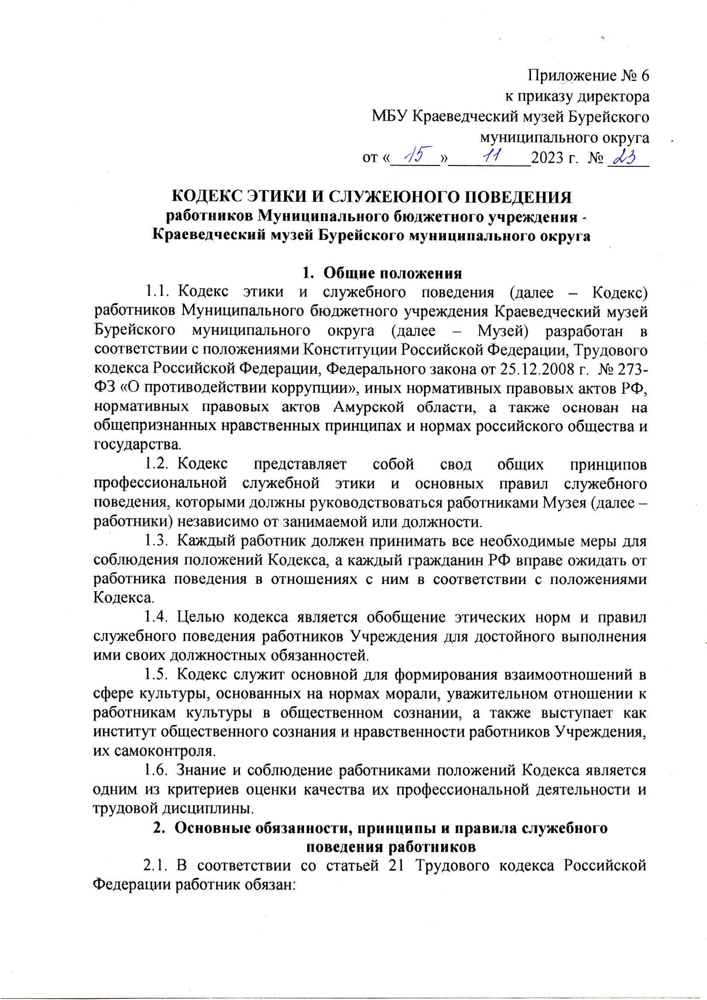 Приложение № 6
к приказу директора
МБУ Краеведческий музей Бурейского
муниципального округа
от «15» 11 2023 г. № 23
КОДЕКС ЭТИКИ И СЛУЖЕЮНОГО ПОВЕДЕНИЯ
работников Муниципального бюджетного учреждения -
Краеведческий музей Бурейского муниципального округа
1. Общие положения
1.1. Кодекс этики и служебного поведения (далее – Кодекс)
работников Муниципального бюджетного учреждения Краеведческий музей
Бурейского муниципального округа (далее – Музей) разработан в
соответствии с положениями Конституции Российской Федерации, Трудового
кодекса Российской Федерации, Федерального закона от 25.12.2008 г. № 273-
ФЗ «О противодействии коррупции», иных нормативных правовых актов РФ,
нормативных правовых актов Амурской области, а также основан на
общепризнанных нравственных принципах и нормах российского общества и
государства.
1.2. Кодекс представляет собой свод общих принципов
профессиональной служебной этики и основных правил служебного
поведения, которыми должны руководствоваться работниками Музея (далее –
работники) независимо от занимаемой или должности.
1.3. Каждый работник должен принимать все необходимые меры для
соблюдения положений Кодекса, а каждый гражданин РФ вправе ожидать от
работника поведения в отношениях с ним в соответствии с положениями
Кодекса.
1.4. Целью кодекса является обобщение этических норм и правил
служебного поведения работников Учреждения для достойного выполнения
ими своих должностных обязанностей.
1.5. Кодекс служит основной для формирования взаимоотношений в
сфере культуры, основанных на нормах морали, уважительном отношении к
работникам культуры в общественном сознании, а также выступает как
институт общественного сознания и нравственности работников Учреждения,
их самоконтроля.
1.6. Знание и соблюдение работниками положений Кодекса является
одним из критериев оценки качества их профессиональной деятельности и
трудовой дисциплины.
2. Основные обязанности, принципы и правила служебного
поведения работников
2.1. В соответствии со статьей 21 Трудового кодекса Российской
Федерации работник обязан: